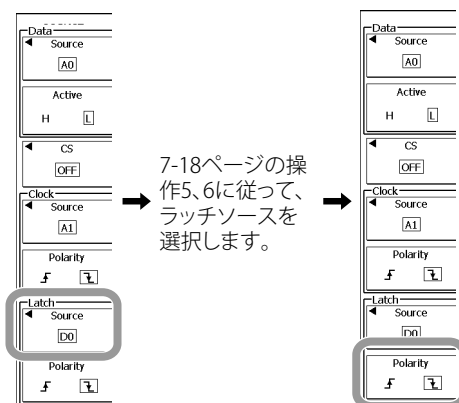 Data
Source
A0
Active
H L
CS
OFF
Clock
Source
A1
Polarity
Latch
Source
D0
Polarity
7-18ページの操
作5、6に従って、
ラッチソースを
選択します。
Data
Source
A0
Active
H L
CS
OFF
Clock
Source
A1
Polarity
Latch
Source
D0
Polarity